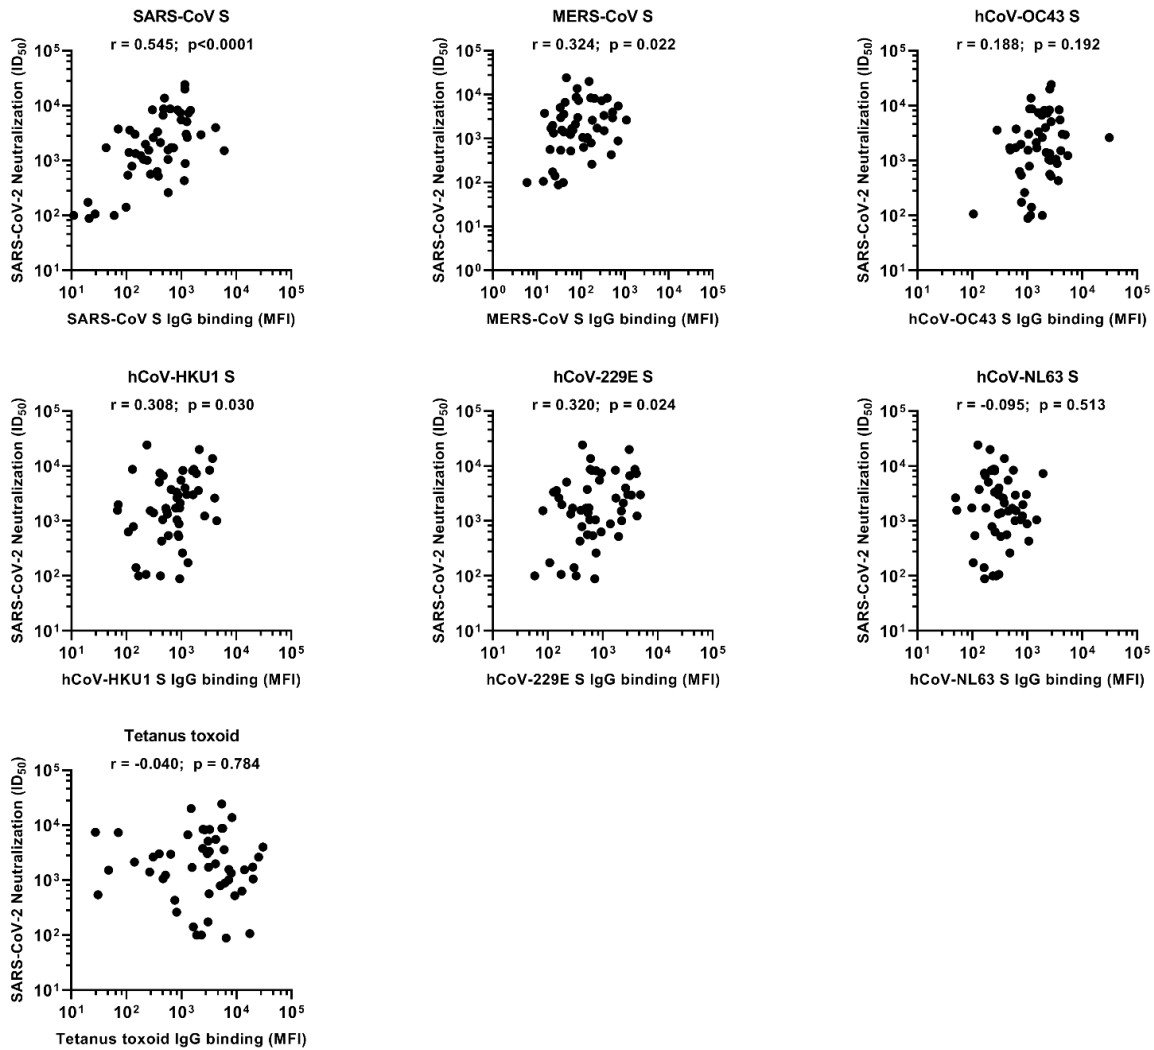 SARS-CoV S
r = 0.545; p<0.0001
SARS-CoV-2 Neutralization (ID50)
10^5
10^4
10^3
10^2
10^1
10^1 10^2 10^3 10^4 10^5
SARS-CoV S IgG binding (MFI)
MERS-CoV S
r = 0.324; p = 0.022
SARS-CoV-2 Neutralization (ID50)
10^5
10^4
10^3
10^2
10^1
10^0
10^0 10^1 10^2 10^3 10^4 10^5
MERS-CoV S IgG binding (MFI)
hCoV-OC43 S
r = 0.188; p = 0.192
SARS-CoV-2 Neutralization (ID50)
10^5
10^4
10^3
10^2
10^1
10^1 10^2 10^3 10^4 10^5
hCoV-OC43 S IgG binding (MFI)
hCoV-HKU1 S
r = 0.308; p = 0.030
SARS-CoV-2 Neutralization (ID50)
10^5
10^4
10^3
10^2
10^1
10^1 10^2 10^3 10^4 10^5
hCoV-HKU1 S IgG binding (MFI)
hCoV-229E S
r = 0.320; p = 0.024
SARS-CoV-2 Neutralization (ID50)
10^5
10^4
10^3
10^2
10^1
10^1 10^2 10^3 10^4 10^5
hCoV-229E S IgG binding (MFI)
hCoV-NL63 S
r = -0.095; p = 0.513
SARS-CoV-2 Neutralization (ID50)
10^5
10^4
10^3
10^2
10^1
10^1 10^2 10^3 10^4 10^5
hCoV-NL63 S IgG binding (MFI)
Tetanus toxoid
r = -0.040; p = 0.784
SARS-CoV-2 Neutralization (ID50)
10^5
10^4
10^3
10^2
10^1
10^1 10^2 10^3 10^4 10^5
Tetanus toxoid IgG binding (MFI)